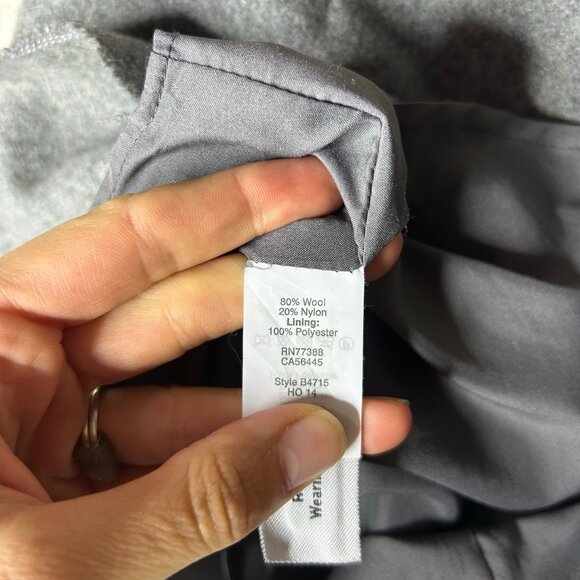 80% Wool
20% Nylon
Lining:
100% Polyester
RN77388
CA56445
Style B4715
HO 14